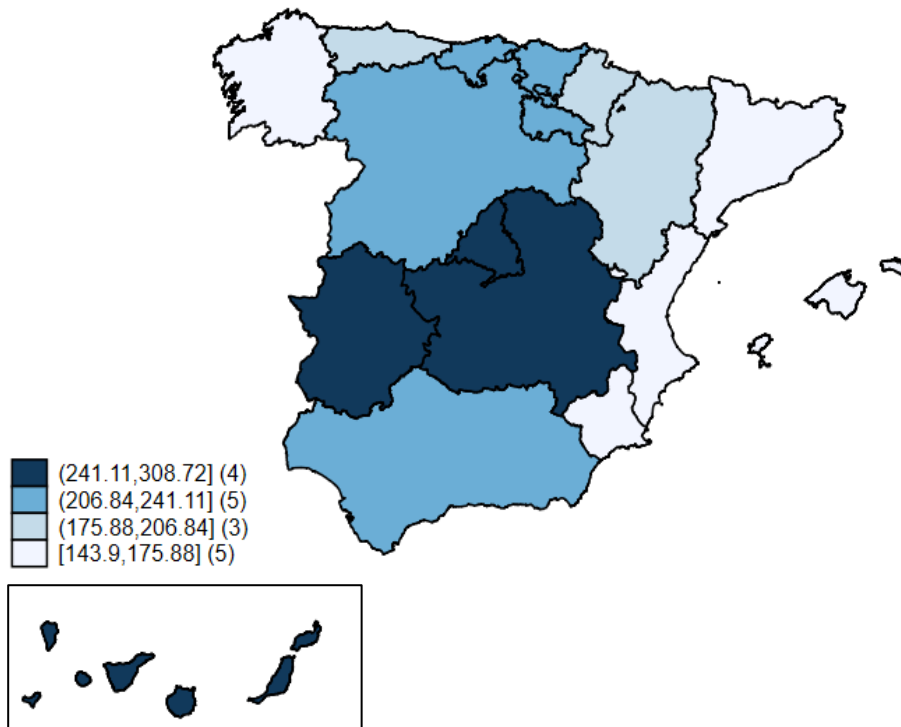 (241.11,308.72] (4)
(206.84,241.11] (5)
(175.88,206.84] (3)
[143.9,175.88] (5)